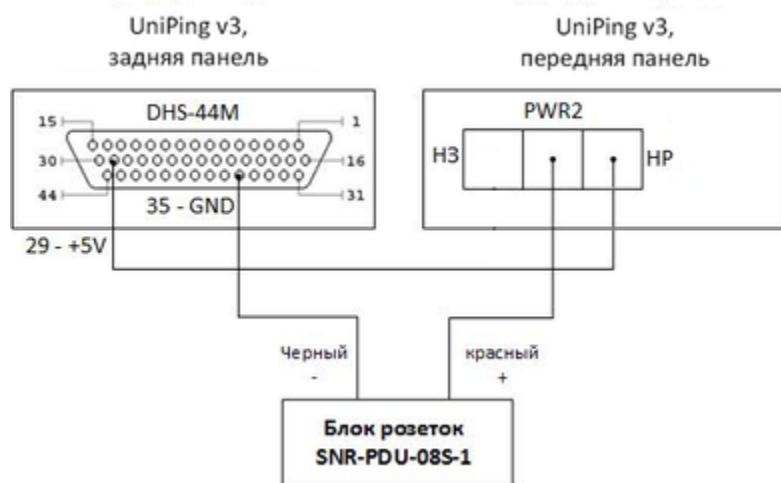 UniPing v3,
задняя панель
UniPing v3,
передняя панель
DHS-44M
PWR2
15
1
30
16
44
31
35 - GND
НЗ
НР
29 - +5V
Черный
-
красный
+
Блок розеток
SNR-PDU-08S-1